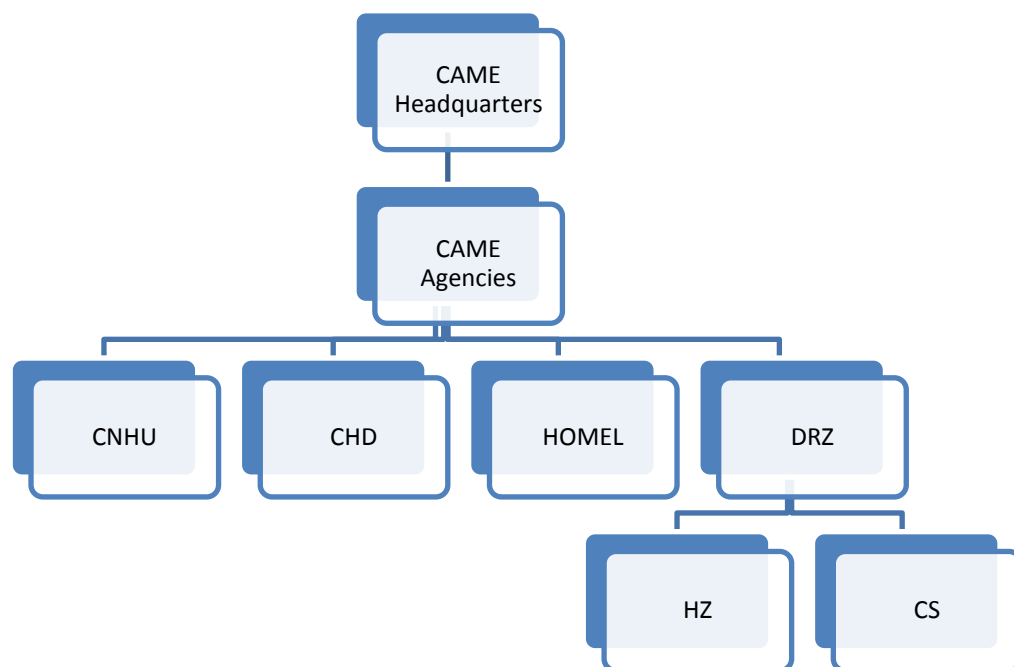 CAME
Headquarters
CAME
Agencies
CNHU
CHD
HOMEL
DRZ
HZ
CS